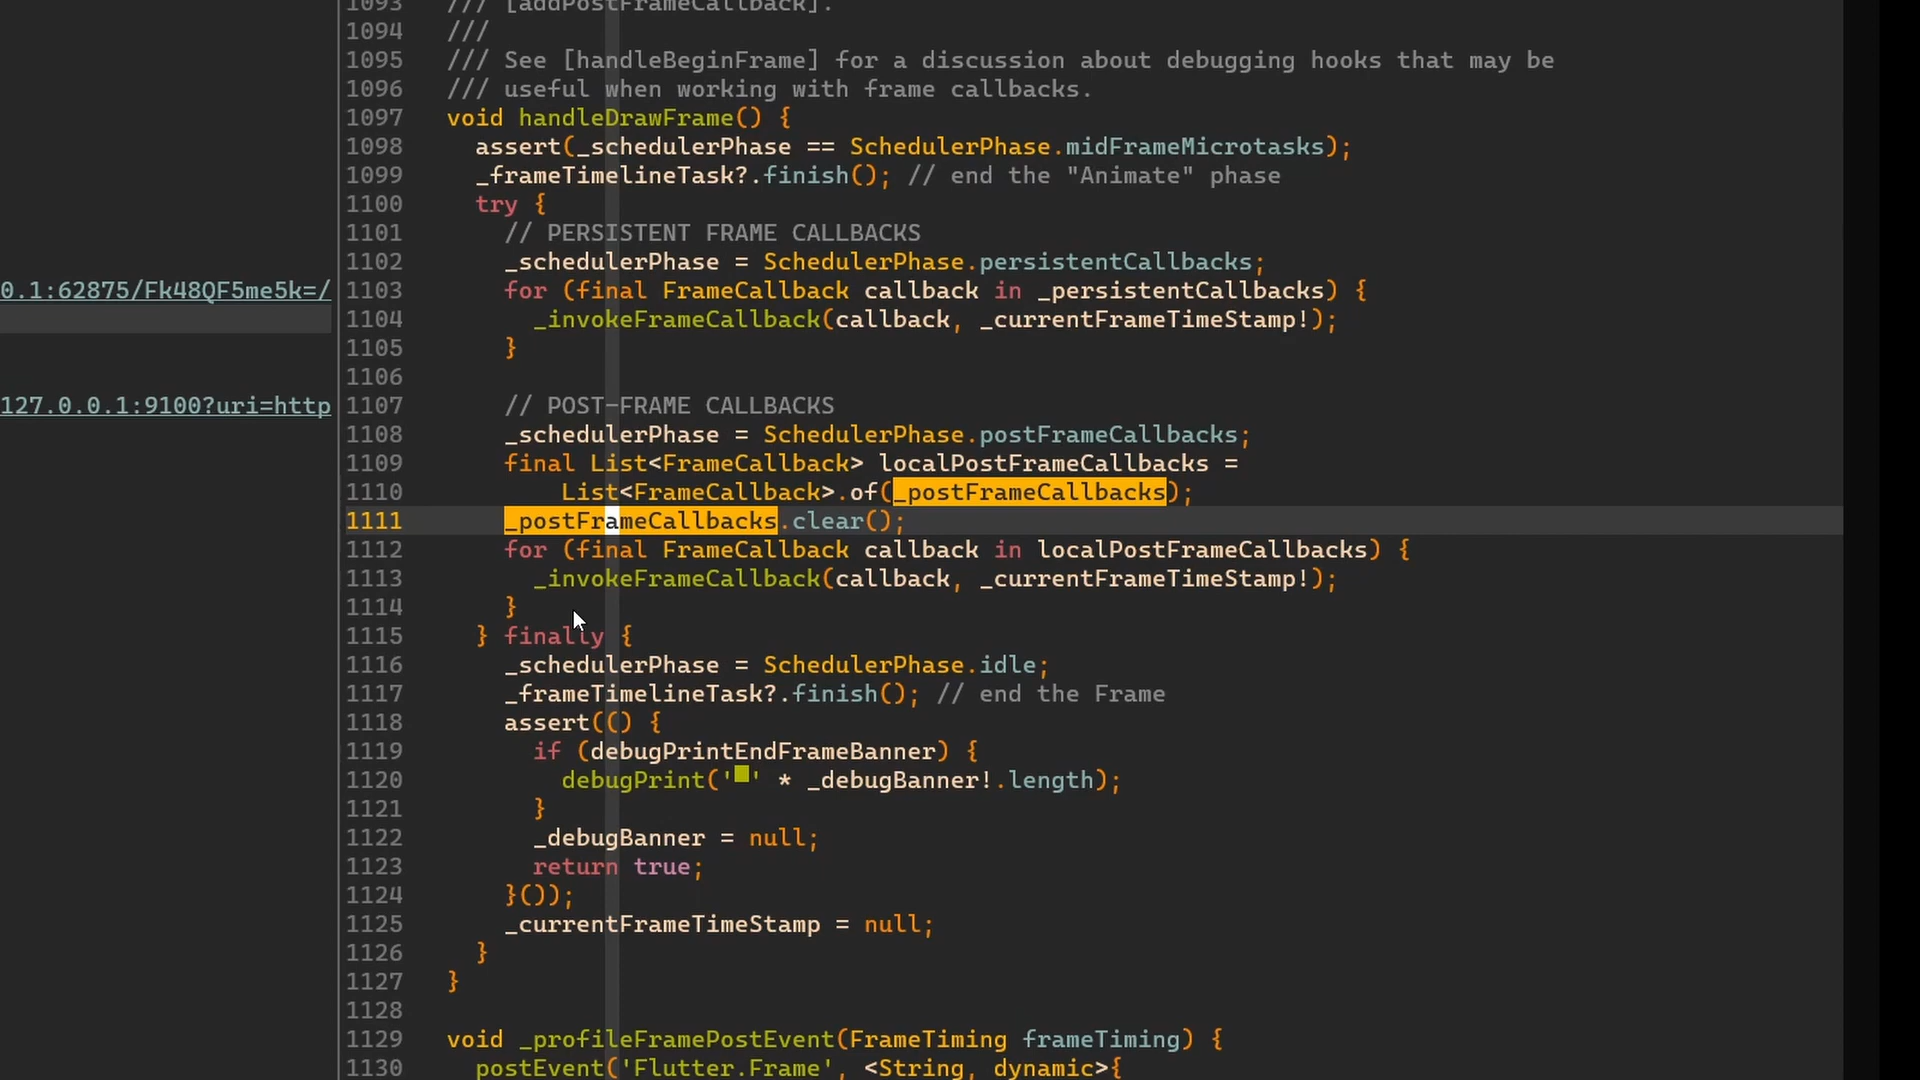 1093 /// [addPostFrameCallback].
1094 ///
1095 /// See [handleBeginFrame] for a discussion about debugging hooks that may be
1096 /// useful when working with frame callbacks.
1097 void handleDrawFrame() {
1098 assert(_schedulerPhase == SchedulerPhase.midFrameMicrotasks);
1099 _frameTimelineTask?.finish(); // end the "Animate" phase
1100 try {
1101 // PERSISTENT FRAME CALLBACKS
1102 _schedulerPhase = SchedulerPhase.persistentCallbacks;
0.1:62875/Fk48QF5me5k=/
1103 for (final FrameCallback callback in _persistentCallbacks) {
1104 _invokeFrameCallback(callback, _currentFrameTimeStamp!);
1105 }
1106
127.0.0.1:9100?uri=http
1107 // POST-FRAME CALLBACKS
1108 _schedulerPhase = SchedulerPhase.postFrameCallbacks;
1109 final List<FrameCallback> localPostFrameCallbacks =
1110 List<FrameCallback>.of(_postFrameCallbacks);
1111 _postFrameCallbacks.clear();
1112 for (final FrameCallback callback in localPostFrameCallbacks) {
1113 _invokeFrameCallback(callback, _currentFrameTimeStamp!);
1114 }
1115 } finally {
1116 _schedulerPhase = SchedulerPhase.idle;
1117 _frameTimelineTask?.finish(); // end the Frame
1118 assert(() {
1119 if (debugPrintEndFrameBanner) {
1120 debugPrint('▀' * _debugBanner!.length);
1121 }
1122 _debugBanner = null;
1123 return true;
1124 }());
1125 _currentFrameTimeStamp = null;
1126 }
1127 }
1128
1129 void _profileFramePostEvent(FrameTiming frameTiming) {
1130 postEvent('Flutter.Frame', <String, dynamic>{